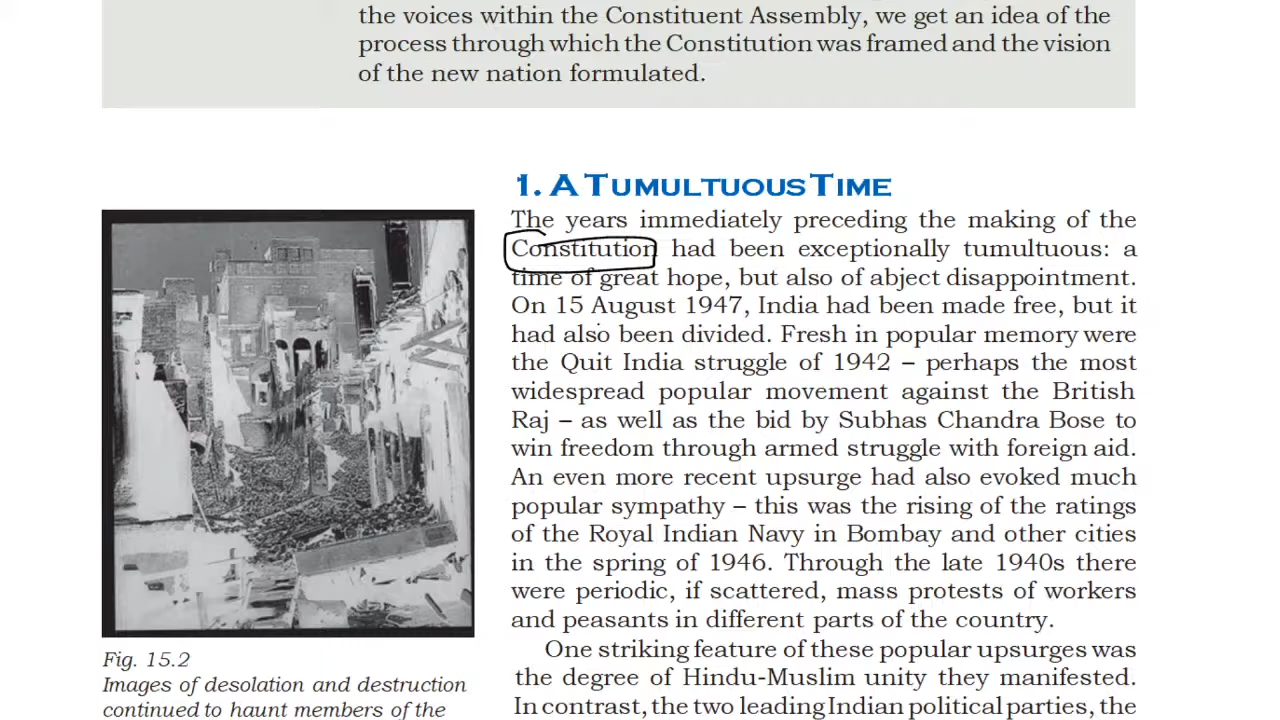 the voices within the Constituent Assembly, we get an idea of the
process through which the Constitution was framed and the vision
of the new nation formulated.
1. A TUMULTUOUS TIME
The years immediately preceding the making of the
Constitution had been exceptionally tumultuous: a
time of great hope, but also of abject disappointment.
On 15 August 1947, India had been made free, but it
had also been divided. Fresh in popular memory were
the Quit India struggle of 1942 – perhaps the most
widespread popular movement against the British
Raj – as well as the bid by Subhas Chandra Bose to
win freedom through armed struggle with foreign aid.
An even more recent upsurge had also evoked much
popular sympathy – this was the rising of the ratings
of the Royal Indian Navy in Bombay and other cities
in the spring of 1946. Through the late 1940s there
were periodic, if scattered, mass protests of workers
and peasants in different parts of the country.
One striking feature of these popular upsurges was
the degree of Hindu-Muslim unity they manifested.
In contrast, the two leading Indian political parties, the
Fig. 15.2
Images of desolation and destruction
continued to haunt members of the